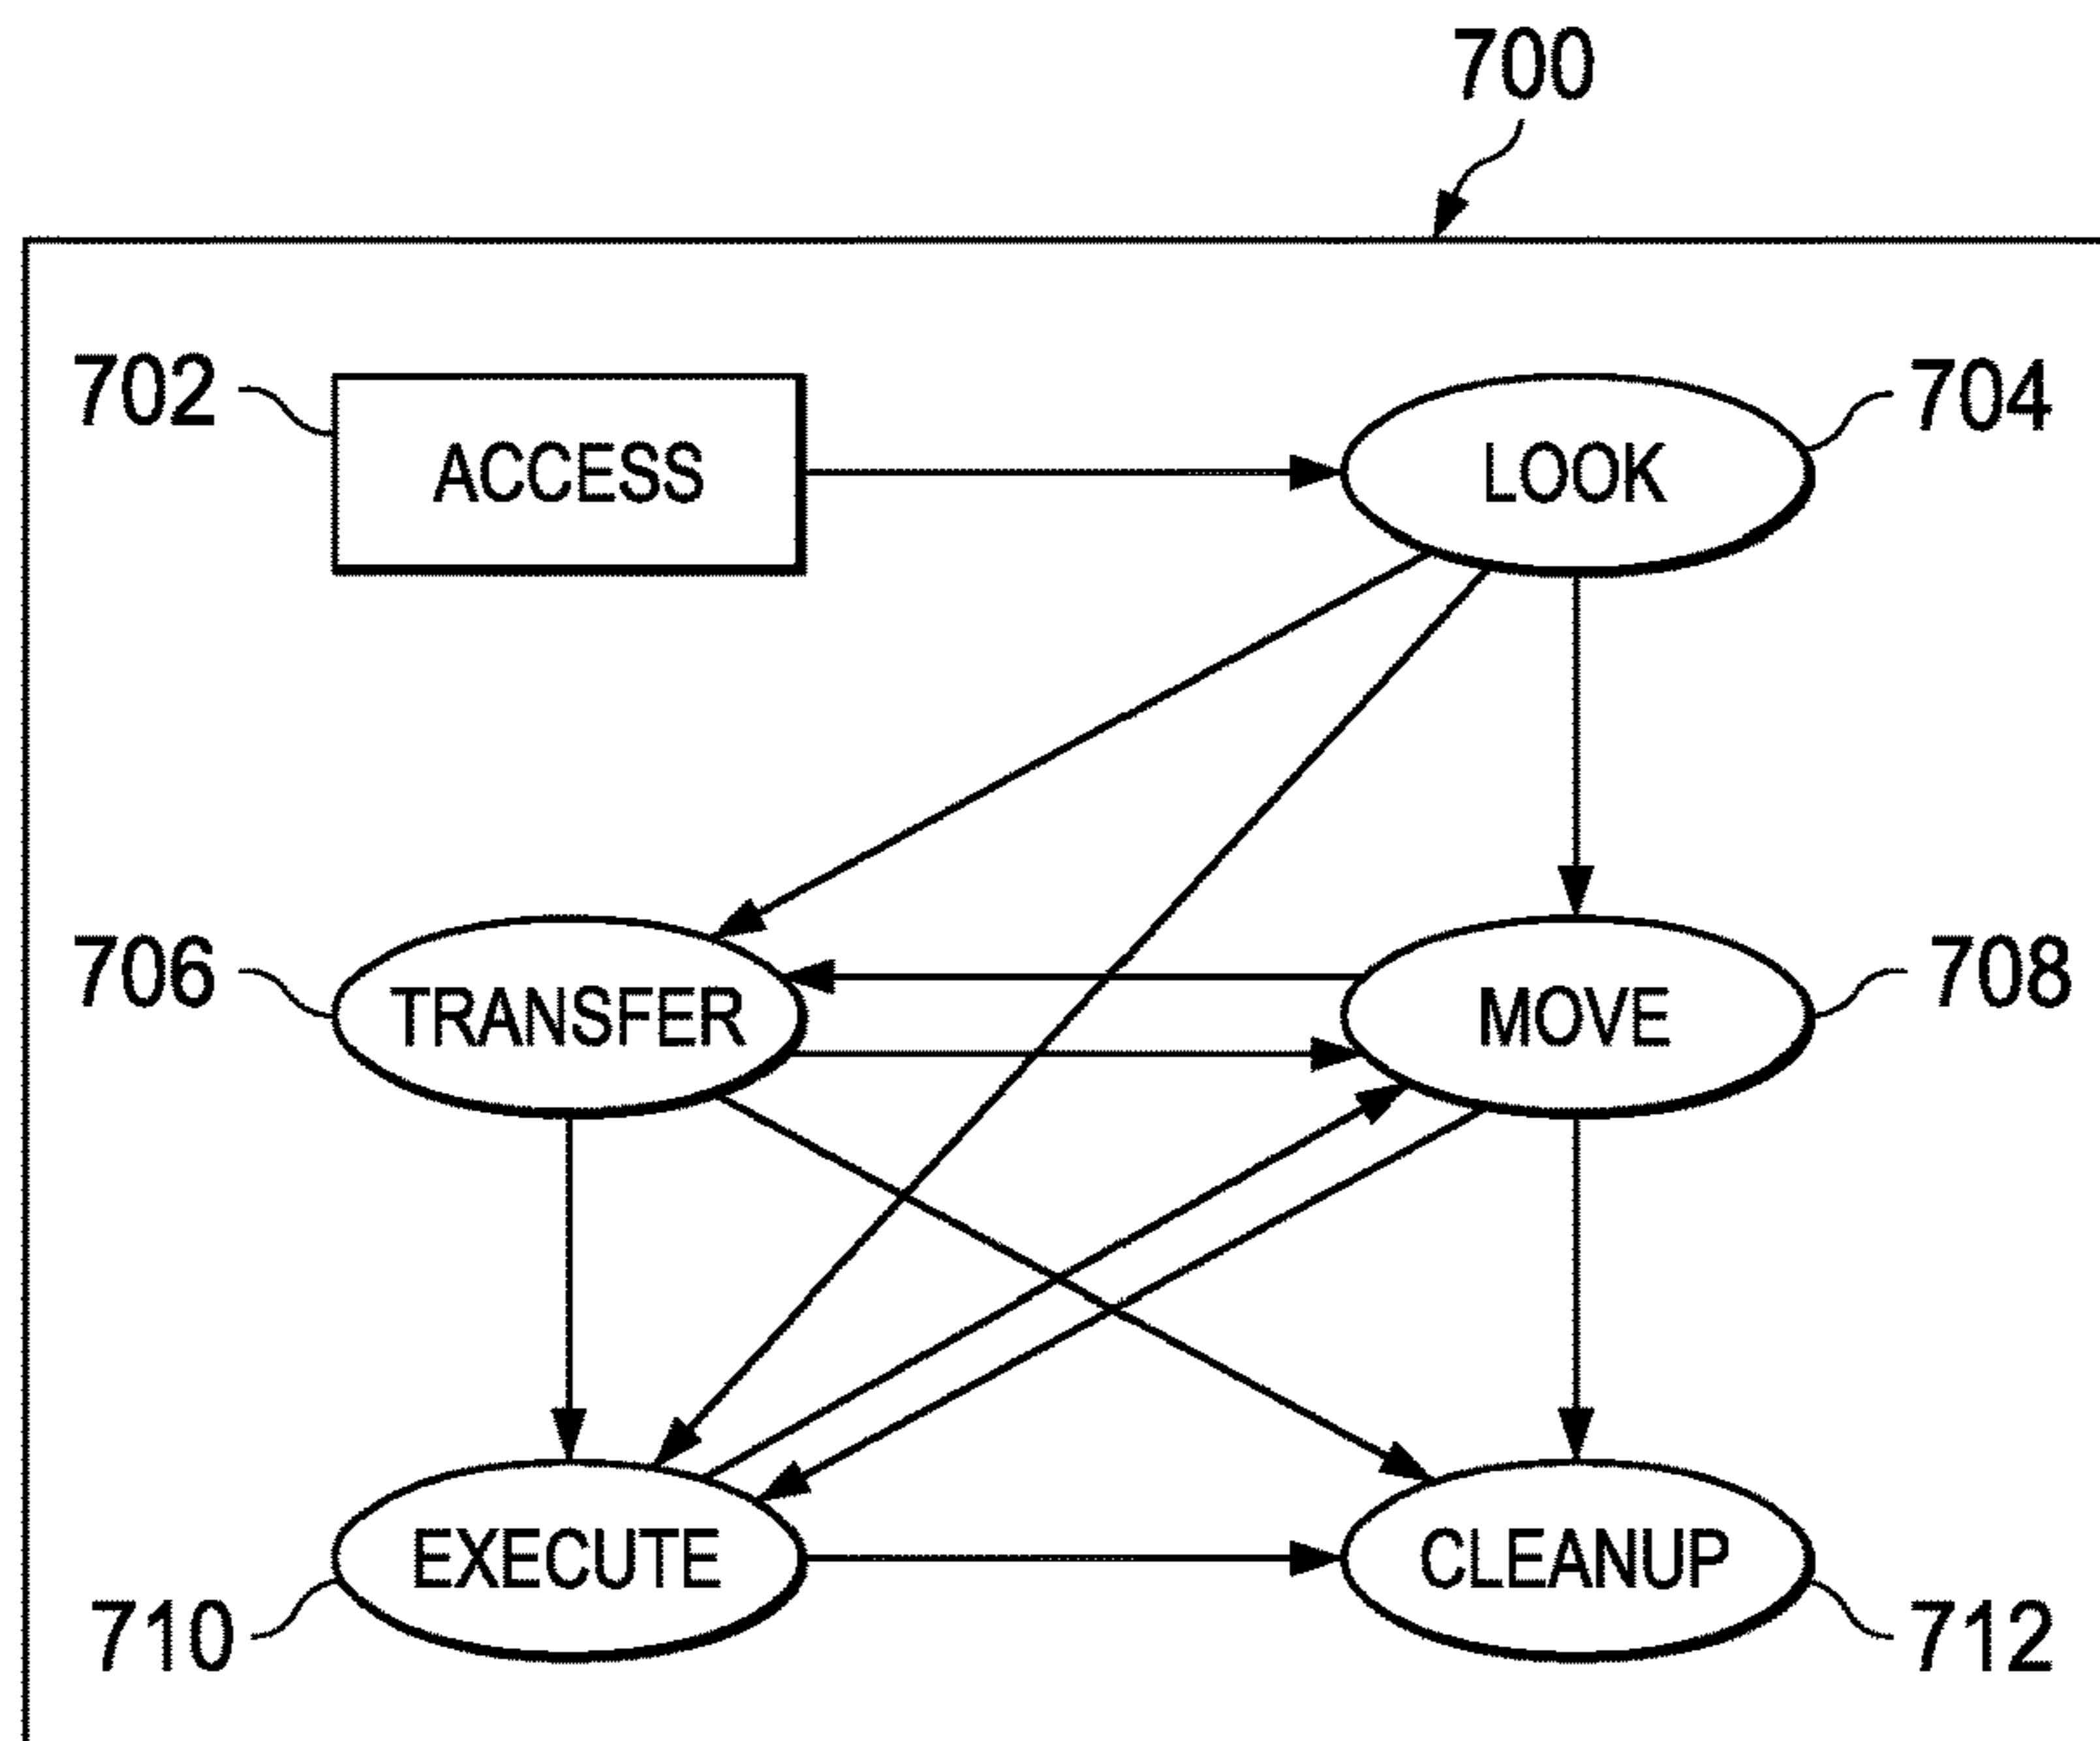 700
702
ACCESS
LOOK
704
706
TRANSFER
MOVE
708
EXECUTE
CLEANUP
710
712